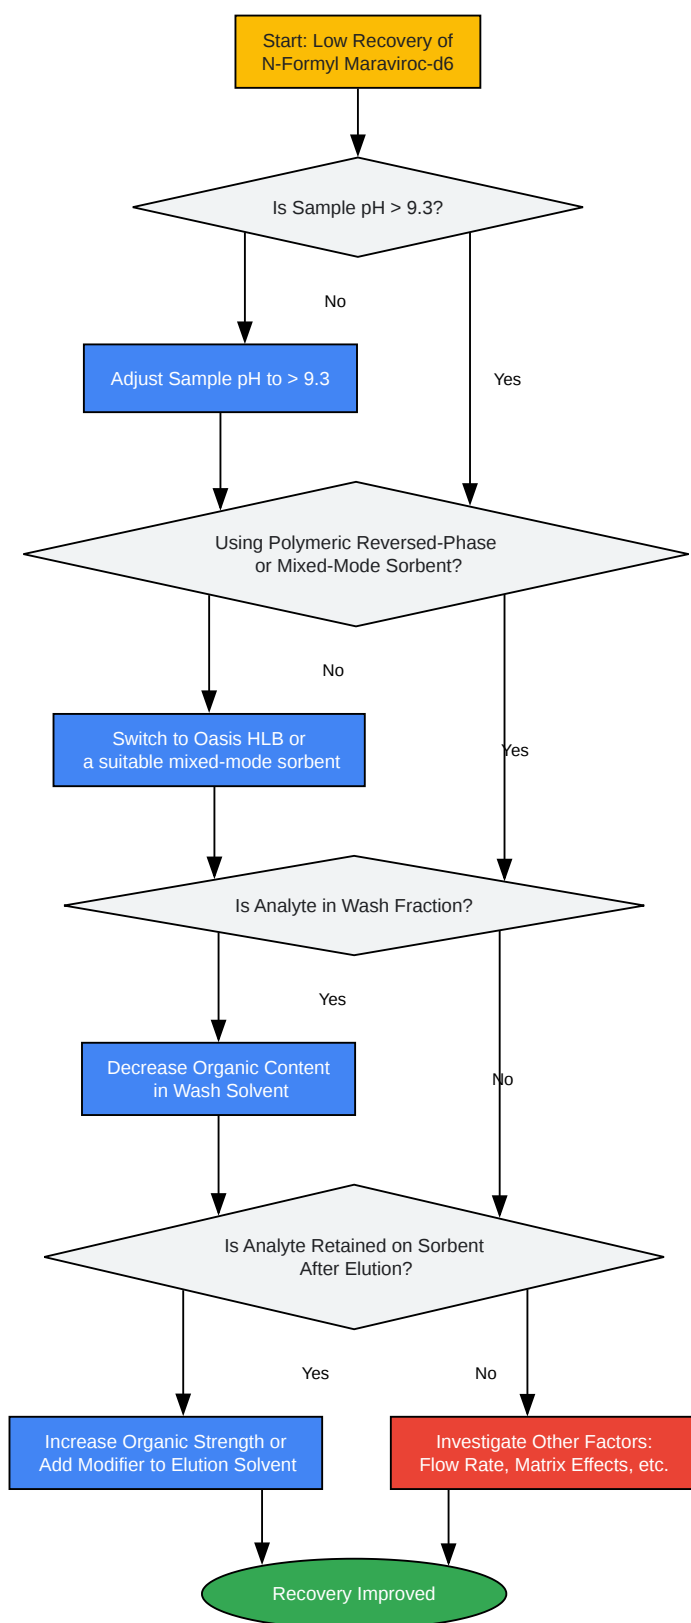 Start: Low Recovery of
N-Formyl Maraviroc-d6
Is Sample pH > 9.3?
No
Adjust Sample pH to > 9.3
Yes
Using Polymeric Reversed-Phase
or Mixed-Mode Sorbent?
No
Switch to Oasis HLB or
a suitable mixed-mode sorbent
Yes
Is Analyte in Wash Fraction?
Yes
Decrease Organic Content
in Wash Solvent
No
Is Analyte Retained on Sorbent
After Elution?
Yes
No
Increase Organic Strength or
Add Modifier to Elution Solvent
Investigate Other Factors:
Flow Rate, Matrix Effects, etc.
Recovery Improved